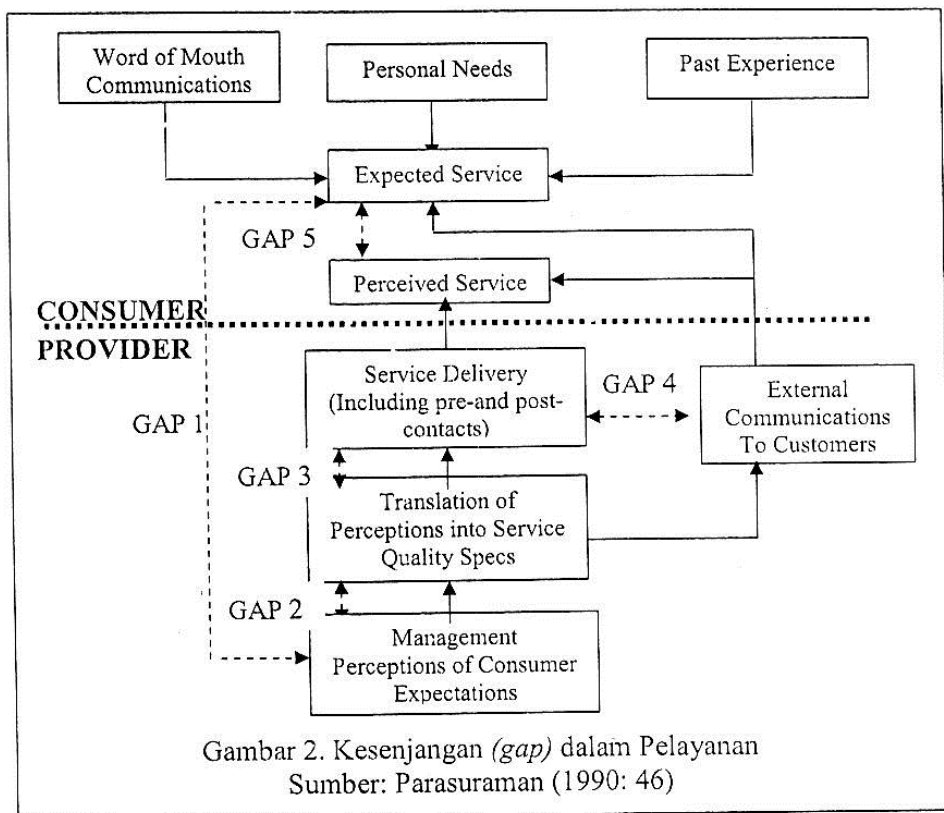 Word of Mouth
Communications
Personal Needs
Past Experience
Expected Service
GAP 5
Perceived Service
CONSUMER
PROVIDER
GAP 1
Service Delivery
(Including pre-and post-
contacts)
GAP 4
External
Communications
To Customers
GAP 3
Translation of
Perceptions into Service
Quality Specs
GAP 2
Management
Perceptions of Consumer
Expectations
Gambar 2. Kesenjangan (gap) dalam Pelayanan
Sumber: Parasuraman (1990: 46)